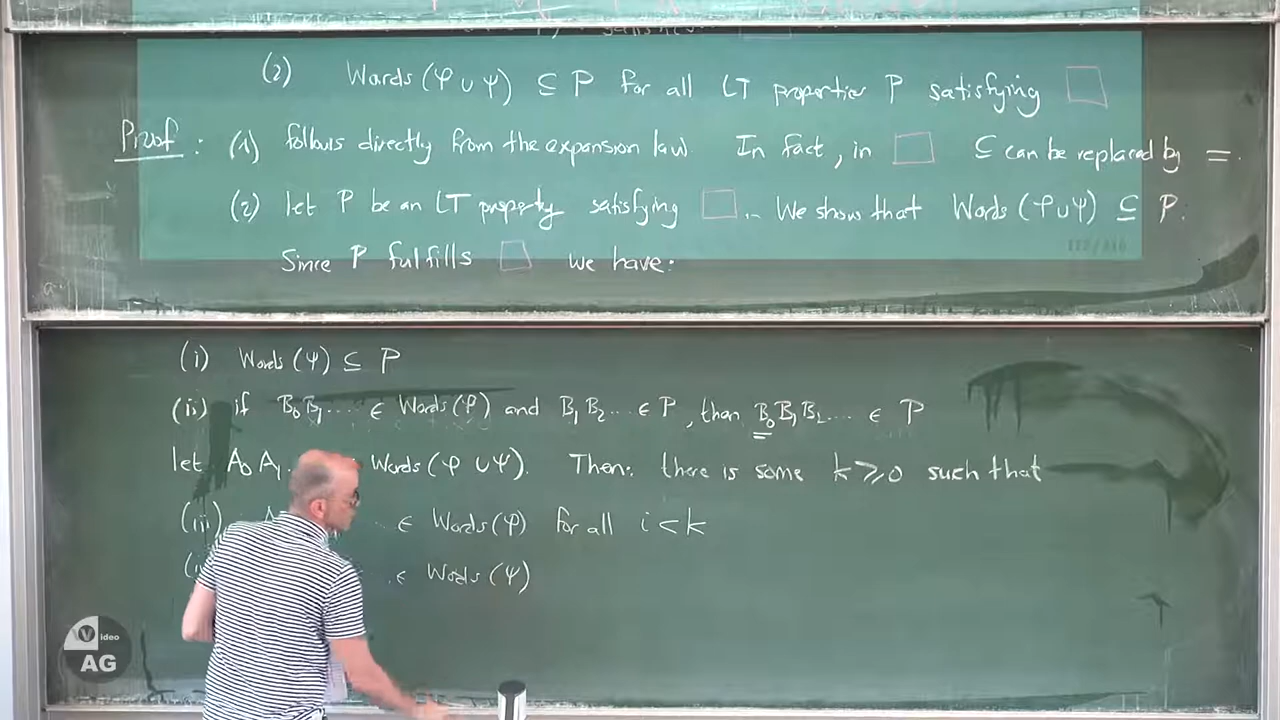 (2) Words (φ ∪ ψ) ⊆ P for all LT properties P satisfying □
Proof : (1) follows directly from the expansion law. In fact, in □ ⊆ can be replaced by =.
(2) let P be an LT property satisfying □. We show that Words (φ∪ψ) ⊆ P.
Since P fulfills □ we have:
(i) Words (ψ) ⊆ P
(ii) if B₀B₁.... ∈ Words (φ) and B₁B₂... ∈ P, then B₀B₁B₂.... ∈ P
let A₀A₁. Words (φ ∪ ψ). Then: there is some k ⩾ 0 such that
(iii) ∈ Words (φ) for all i < k
∈ Words (ψ)
Video
AG